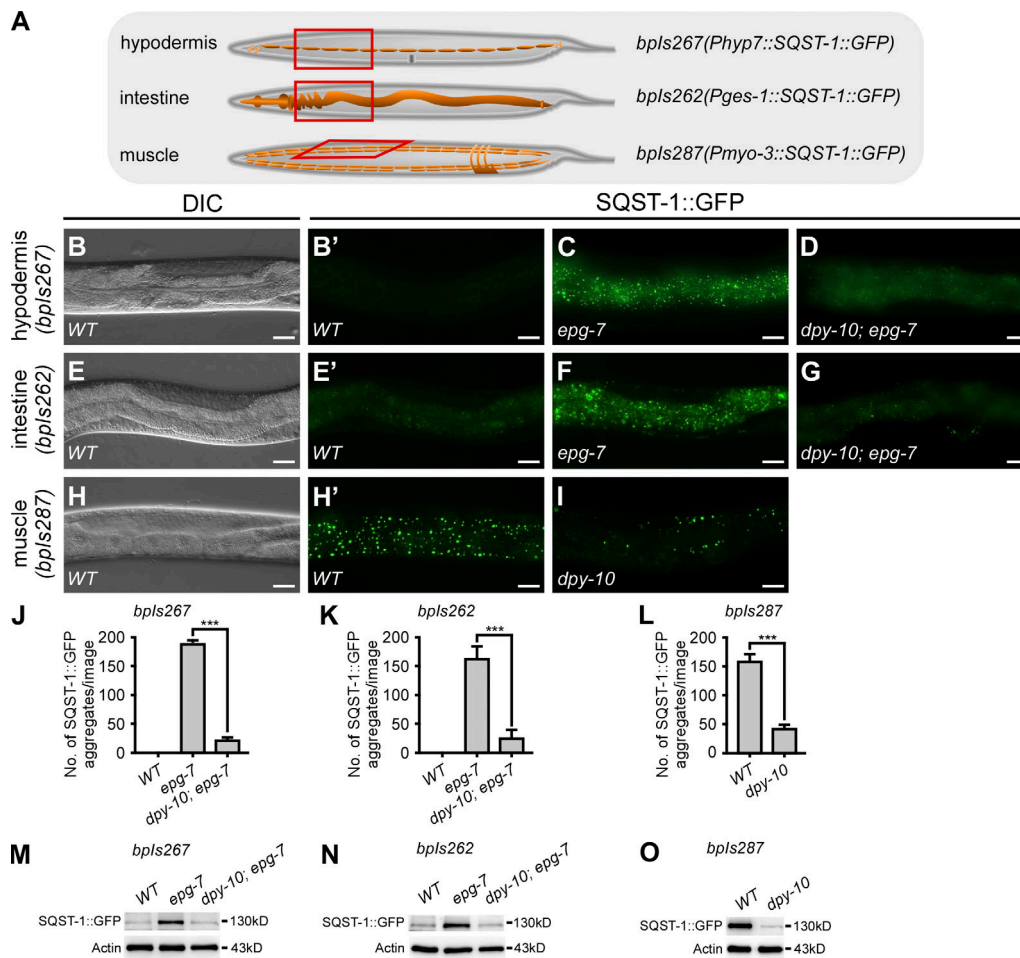 A
hypodermis
bpIs267(Phyp7::SQST-1::GFP)
intestine
bpIs262(Pges-1::SQST-1::GFP)
muscle
bpIs287(Pmyo-3::SQST-1::GFP)
DIC
SQST-1::GFP
hypodermis
(bpIs267)
B
WT
B'
WT
C
epg-7
D
dpy-10; epg-7
intestine
(bpIs262)
E
WT
E'
WT
F
epg-7
G
dpy-10; epg-7
muscle
(bpIs287)
H
WT
H'
WT
I
dpy-10
J
bpIs267
No. of SQST-1::GFP
aggregates/image
200
150
100
50
0
***
WT
epg-7
dpy-10; epg-7
K
bpIs262
No. of SQST-1::GFP
aggregates/image
200
150
100
50
0
***
WT
epg-7
dpy-10; epg-7
L
bpIs287
No. of SQST-1::GFP
aggregates/image
200
150
100
50
0
***
WT
dpy-10
M
bpIs267
WT
epg-7
dpy-10; epg-7
SQST-1::GFP
130kD
Actin
43kD
N
bpIs262
WT
epg-7
dpy-10; epg-7
SQST-1::GFP
130kD
Actin
43kD
O
bpIs287
WT
dpy-10
SQST-1::GFP
130kD
Actin
43kD